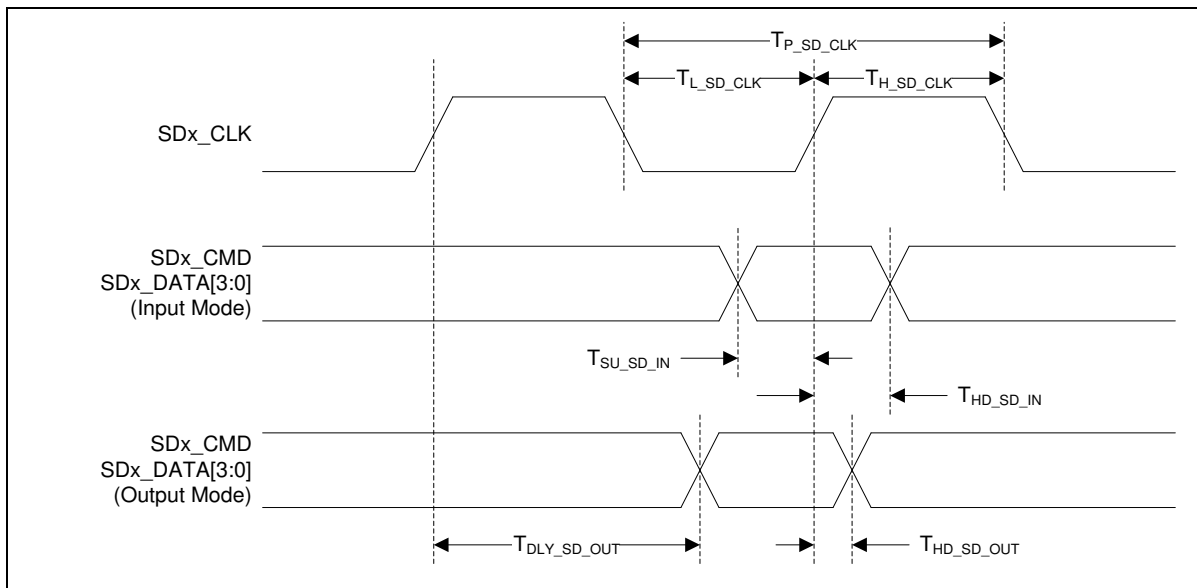 T_P_SD_CLK
T_L_SD_CLK
T_H_SD_CLK
SDx_CLK
SDx_CMD
SDx_DATA[3:0]
(Input Mode)
T_SU_SD_IN
T_HD_SD_IN
SDx_CMD
SDx_DATA[3:0]
(Output Mode)
T_DLY_SD_OUT
T_HD_SD_OUT